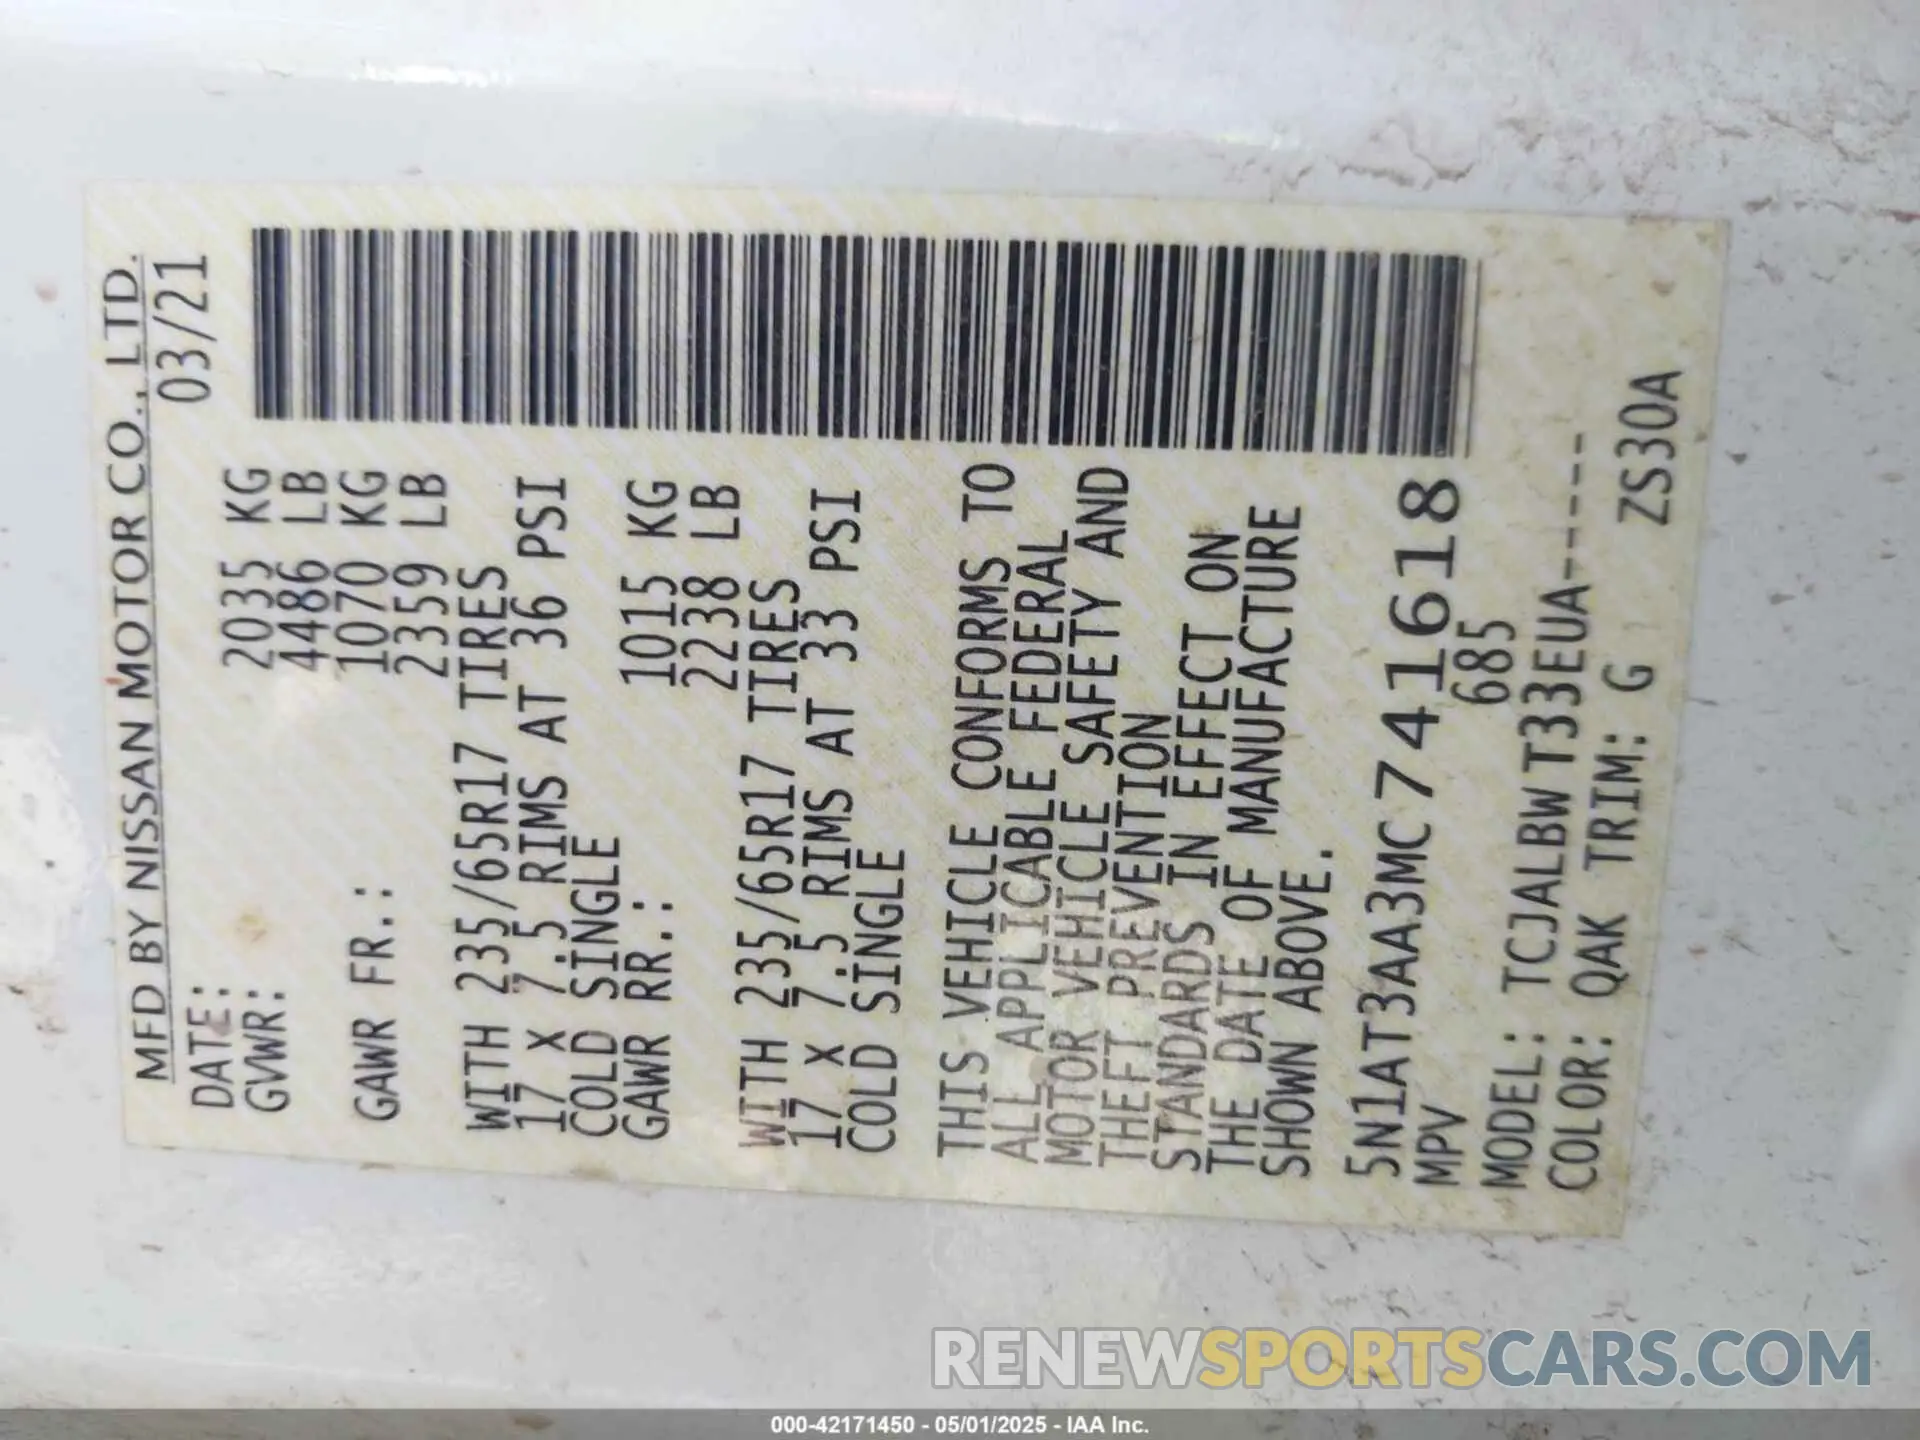 MFD BY NISSAN MOTOR CO., LTD.
DATE: 03/21
GVWR: 2035 KG
4486 LB
GAWR FR.: 1070 KG
2359 LB
WITH 235/65R17 TIRES
17 X 7.5 RIMS AT 36 PSI
COLD SINGLE
GAWR RR.: 1015 KG
2238 LB
WITH 235/65R17 TIRES
17 X 7.5 RIMS AT 33 PSI
COLD SINGLE
THIS VEHICLE CONFORMS TO
ALL APPLICABLE FEDERAL
MOTOR VEHICLE SAFETY AND
THEFT PREVENTION
STANDARDS IN EFFECT ON
THE DATE OF MANUFACTURE
SHOWN ABOVE.
5N1AT3AA3MC741618
MPV 685
MODEL: TCJALBWT33EUA-----
COLOR: QAK TRIM: G ZS30A
RENEWSPORTSCARS.COM
000-42171450 - 05/01/2025 - IAA Inc.